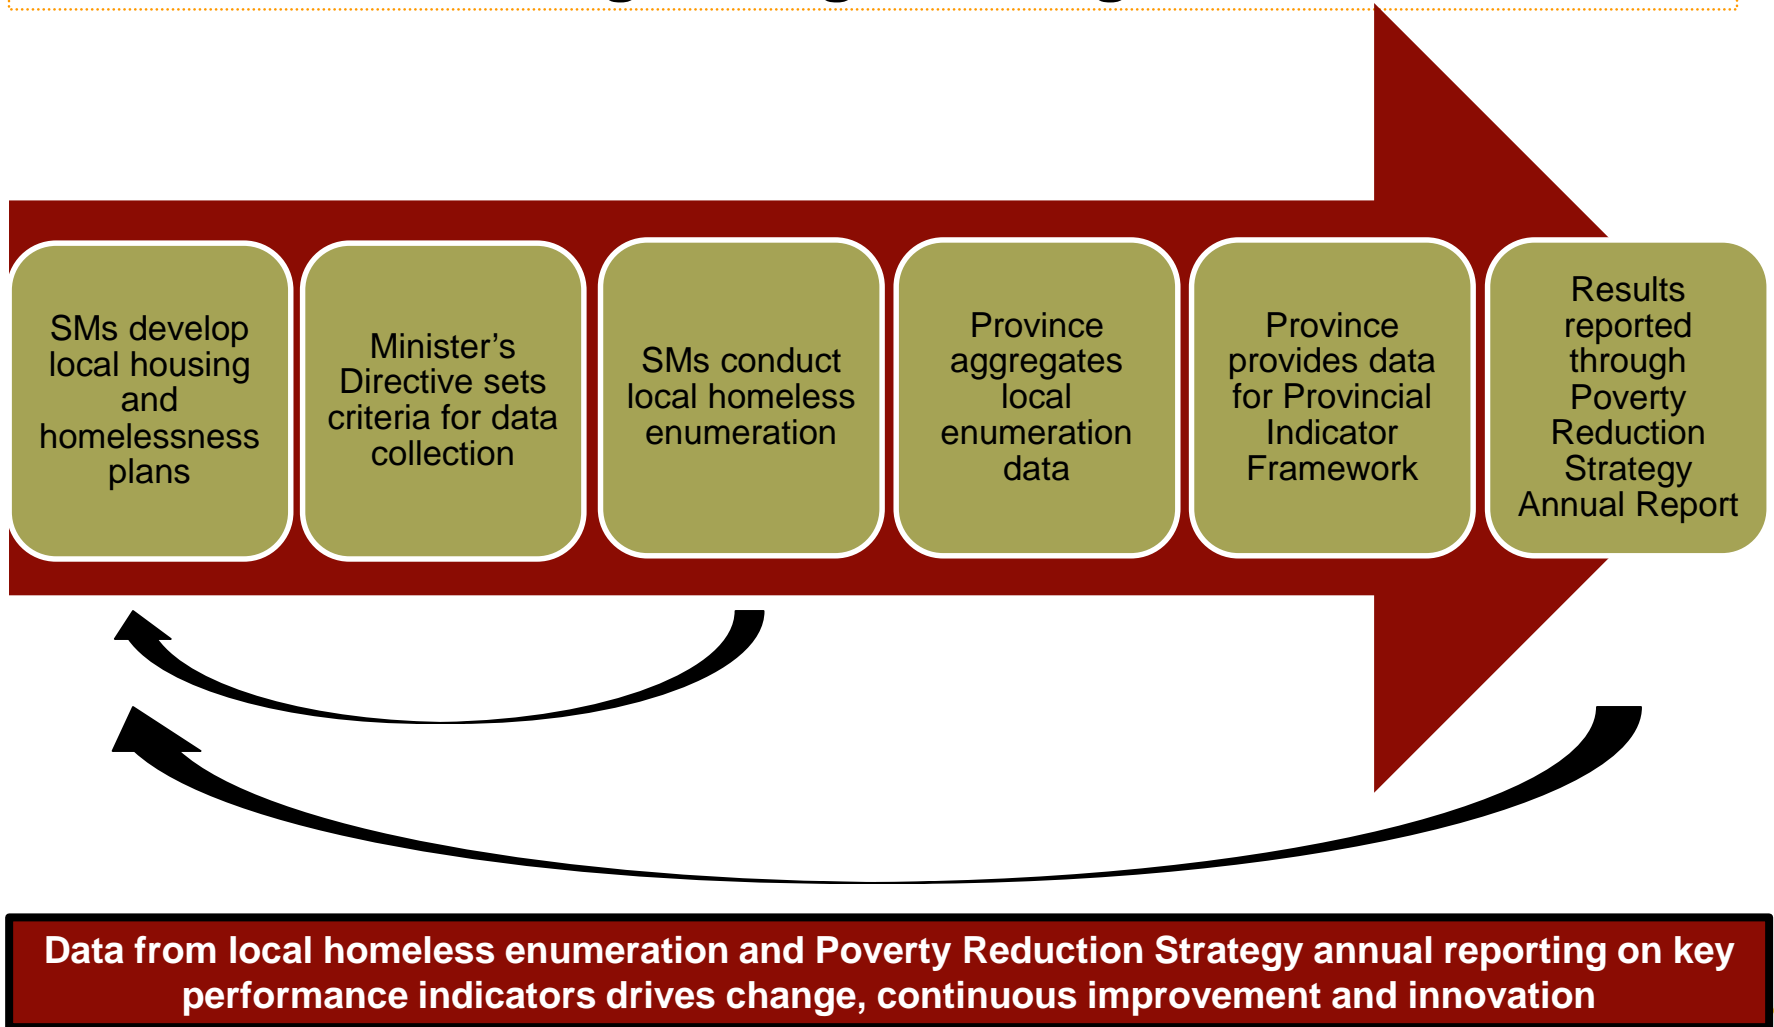 SMs develop
local housing
and
homelessness
plans
Minister’s
Directive sets
criteria for data
collection
SMs conduct
local homeless
enumeration
Province
aggregates
local
enumeration
data
Province
provides data
for Provincial
Indicator
Framework
Results
reported
through
Poverty
Reduction
Strategy
Annual Report
Data from local homeless enumeration and Poverty Reduction Strategy annual reporting on key
performance indicators drives change, continuous improvement and innovation